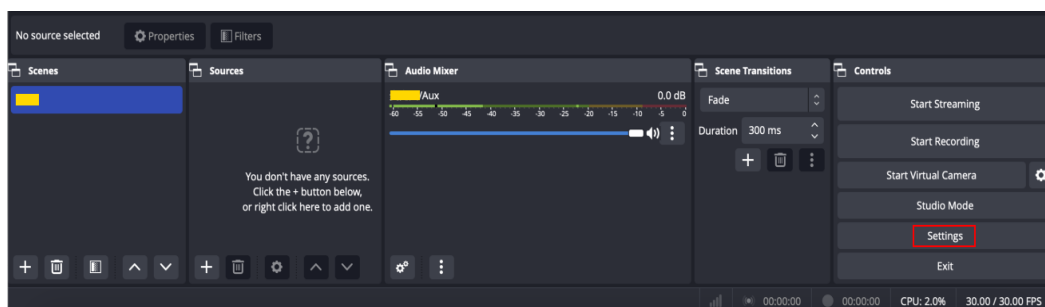 No source selected
Properties
Filters
Scenes
Sources
You don't have any sources.
Click the + button below,
or right click here to add one.
Audio Mixer
/Aux
0.0 dB
-60 -55 -50 -45 -40 -35 -30 -25 -20 -15 -10 -5 0
Scene Transitions
Fade
Duration 300 ms
Controls
Start Streaming
Start Recording
Start Virtual Camera
Studio Mode
Settings
Exit
00:00:00
00:00:00
CPU: 2.0%
30.00 / 30.00 FPS